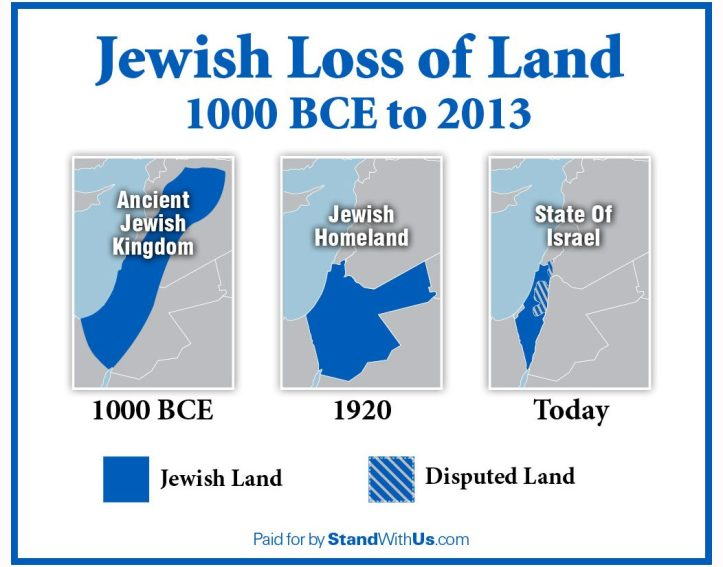 Jewish Loss of Land
1000 BCE to 2013
Ancient
Jewish
Kingdom
Jewish
Homeland
State Of
Israel
1000 BCE
1920
Today
Jewish Land
Disputed Land
Paid for by StandWithUs.com